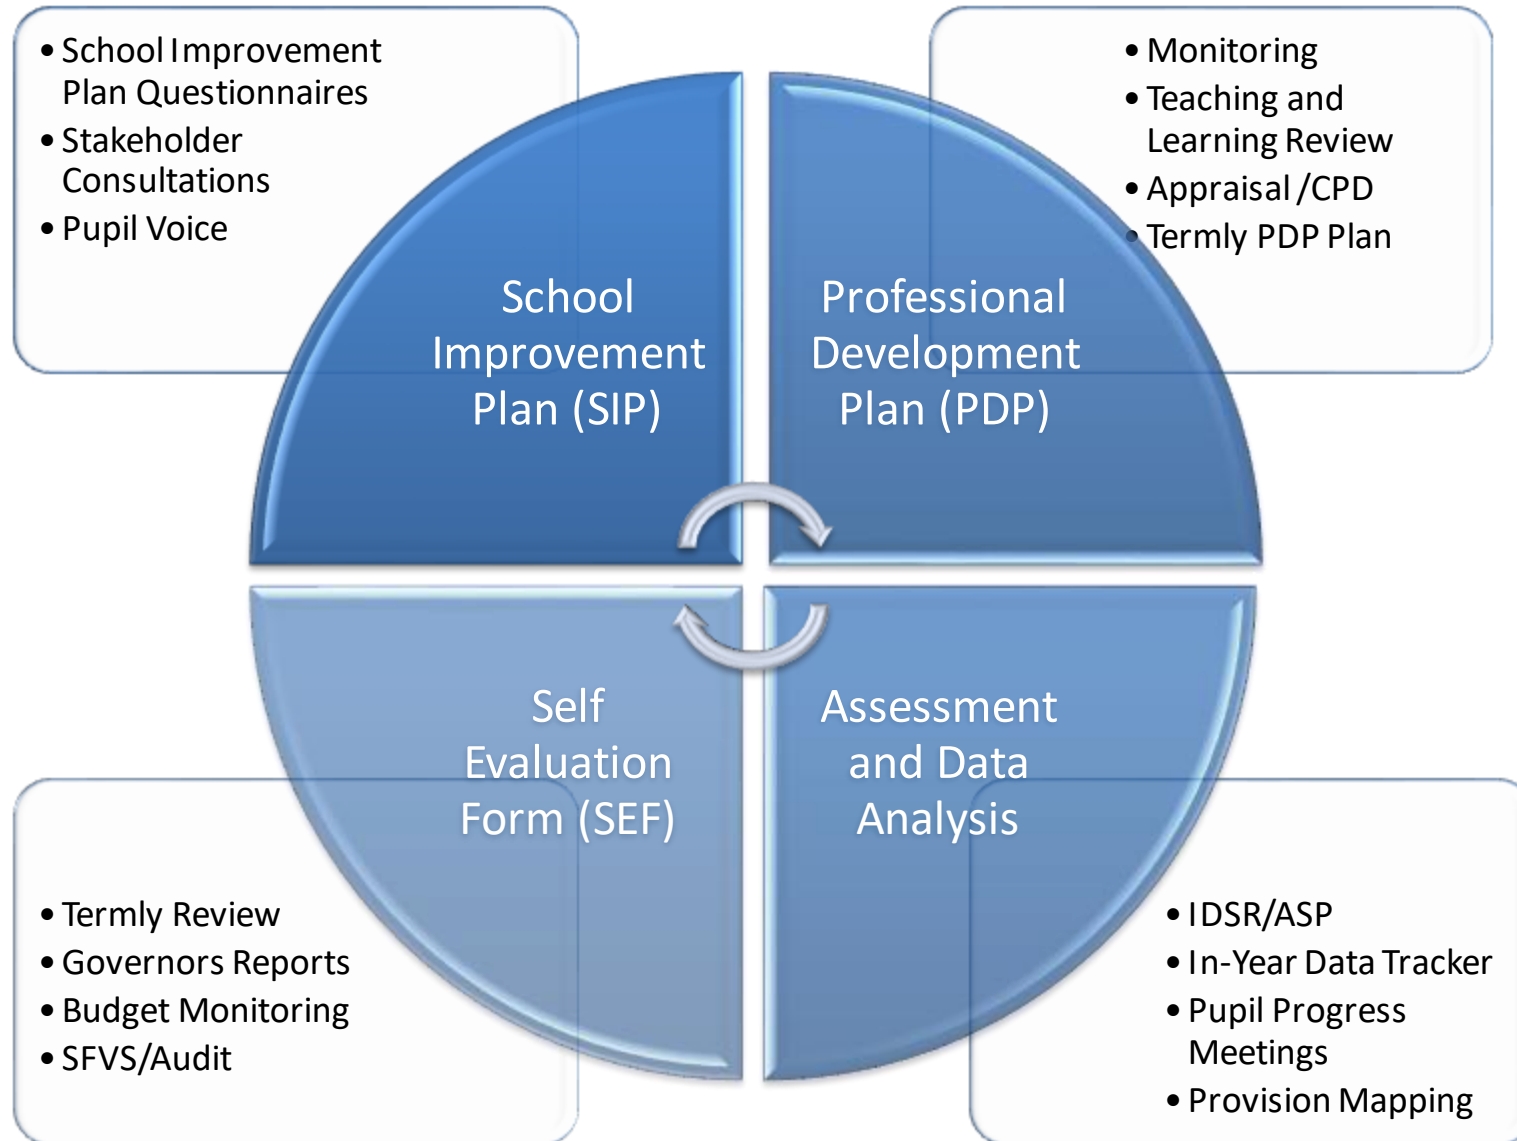 • School Improvement
Plan Questionnaires
• Stakeholder
Consultations
• Pupil Voice
• Monitoring
• Teaching and
Learning Review
• Appraisal /CPD
• Termly PDP Plan
School
Improvement
Plan (SIP)
Professional
Development
Plan (PDP)
Self
Evaluation
Form (SEF)
Assessment
and Data
Analysis
• Termly Review
• Governors Reports
• Budget Monitoring
• SFVS/Audit
• IDSR/ASP
• In-Year Data Tracker
• Pupil Progress
Meetings
• Provision Mapping